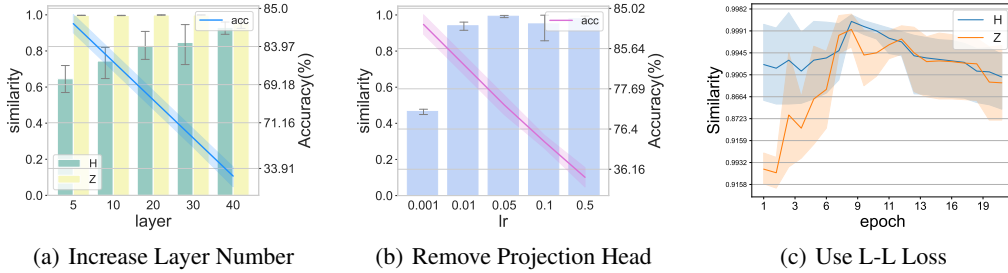 similarity
1.0
0.8
0.6
0.4
0.2
0.0
5 10 20 30 40
layer
acc
H
Z
85.0
83.97
69.18
71.16
33.91
Accuracy(%)
(a) Increase Layer Number
similarity
1.0
0.8
0.6
0.4
0.2
0.0
0.001 0.01 0.05 0.1 0.5
lr
acc
85.02
85.64
77.69
76.4
36.16
Accuracy(%)
(b) Remove Projection Head
Similarity
0.9982
0.9991
0.9945
0.9905
0.8664
0.8723
0.9159
0.9932
0.9158
1 3 6 9 11 13 16 19
epoch
H
Z
(c) Use L-L Loss